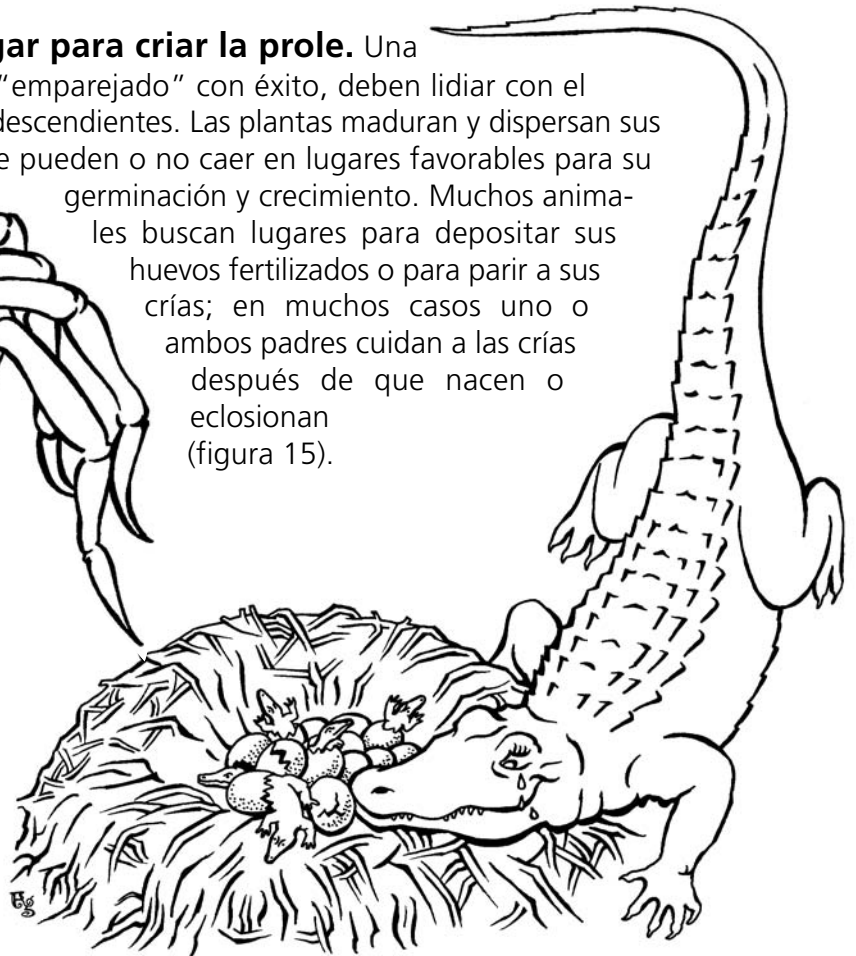 gar para criar la prole. Una
“emparejado” con éxito, deben lidiar con el
descendientes. Las plantas maduran y dispersan sus
e pueden o no caer en lugares favorables para su
germinación y crecimiento. Muchos anima-
les buscan lugares para depositar sus
huevos fertilizados o para parir a sus
crías; en muchos casos uno o
ambos padres cuidan a las crías
después de que nacen o
eclosionan
(figura 15).